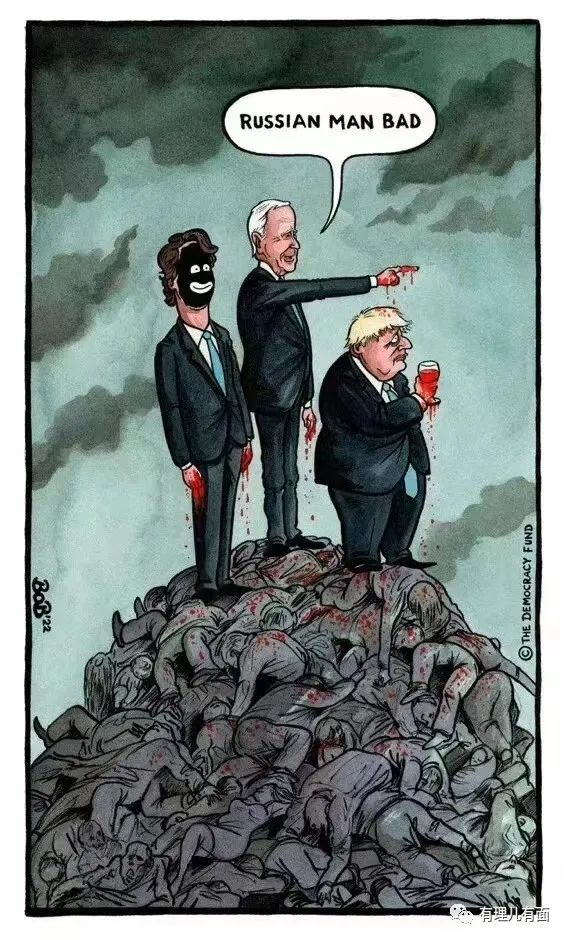 RUSSIAN MAN BAD
© THE DEMOCRACY FUND
BOB '22
有理儿有面